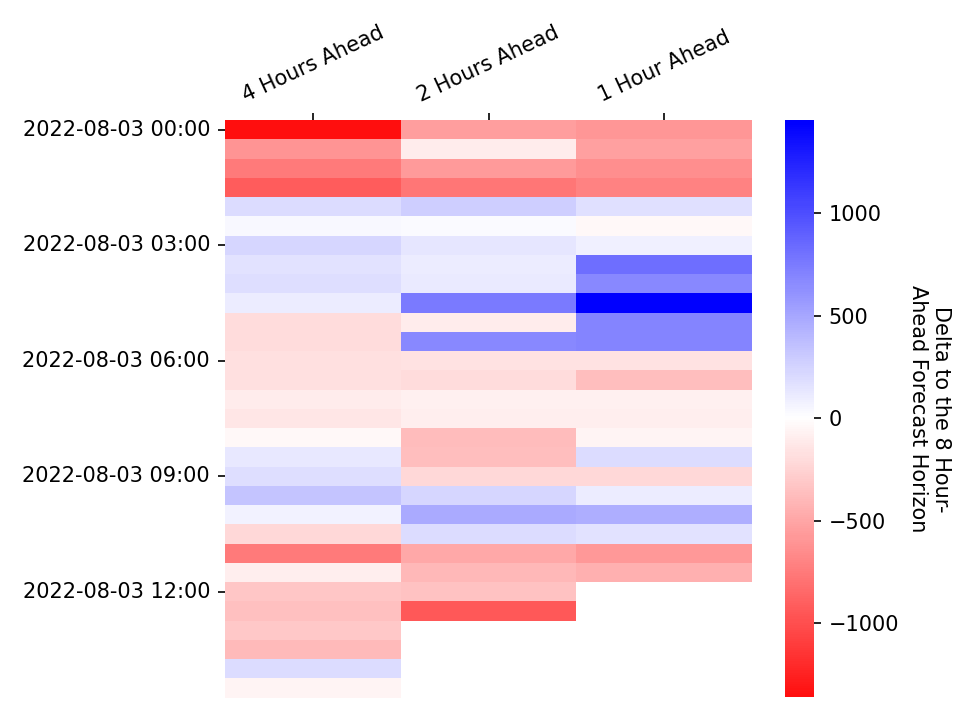 4 Hours Ahead
2 Hours Ahead
1 Hour Ahead
2022-08-03 00:00
2022-08-03 03:00
2022-08-03 06:00
2022-08-03 09:00
2022-08-03 12:00
1000
500
0
−500
−1000
Delta to the 8 Hour-
Ahead Forecast Horizon